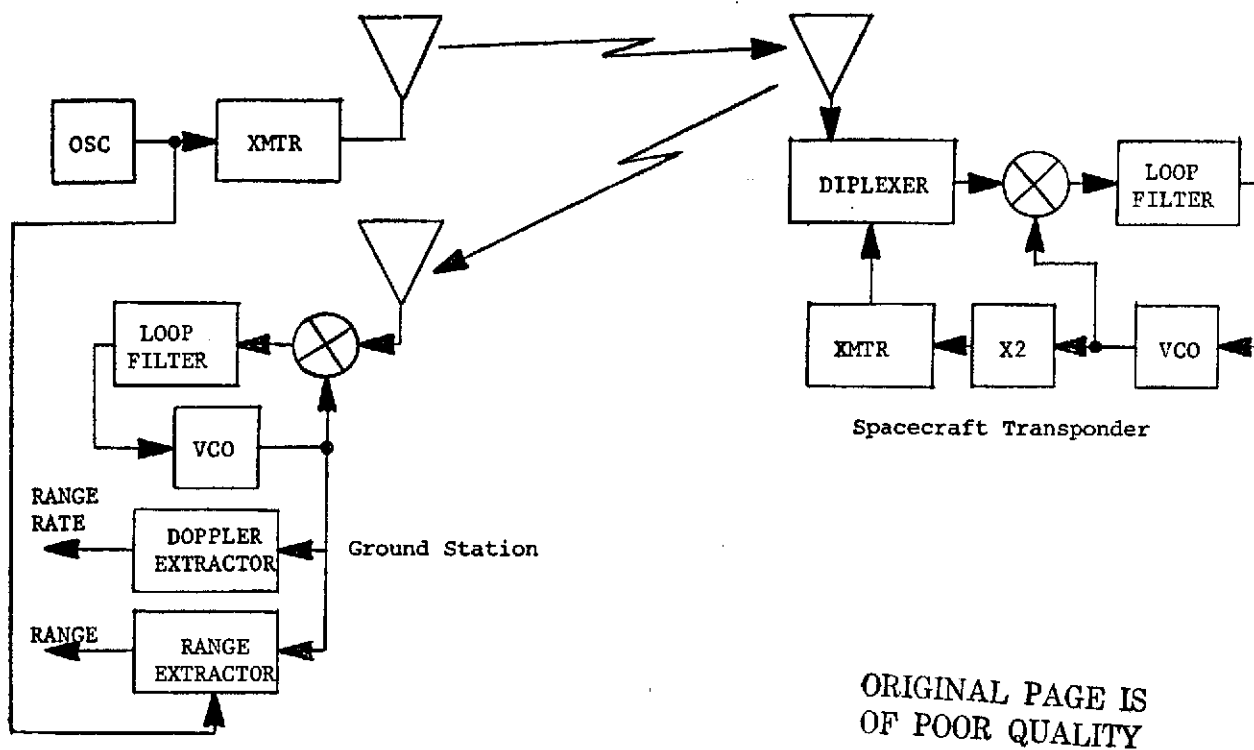 OSC
XMTR
DIPLEXER
LOOP
FILTER
LOOP
FILTER
XMTR
X2
VCO
VCO
Spacecraft Transponder
RANGE
RATE
DOPPLER
EXTRACTOR
Ground Station
RANGE
RANGE
EXTRACTOR
ORIGINAL PAGE IS
OF POOR QUALITY